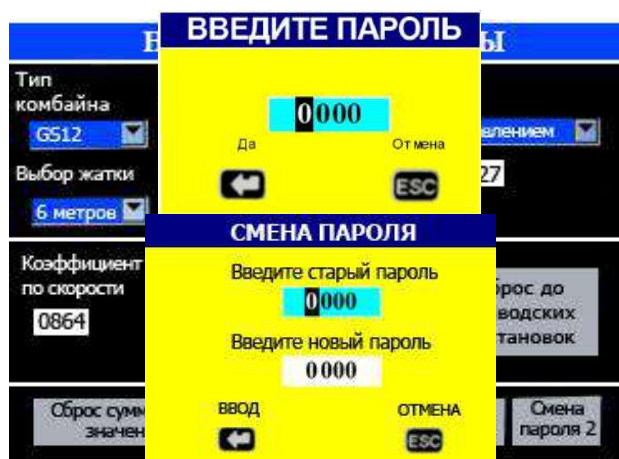 ВВЕДИТЕ ПАРОЛЬ
0000
Да
Отмена
Тип
комбайна
GS12
Выбор жатки
6 метров
27
СМЕНА ПАРОЛЯ
Введите старый пароль
0000
Введите новый пароль
0000
ВВОД
ОТМЕНА
ESC
ESC
Коэффициент
по скорости
0864
Сброс
Смена
пароля 2